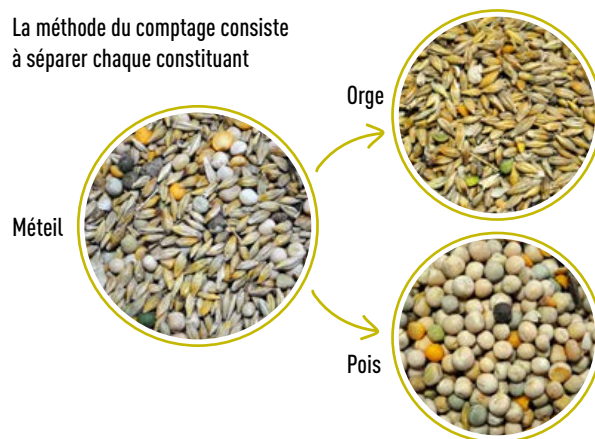 La méthode du comptage consiste
à séparer chaque constituant
Orge
Méteil
Pois